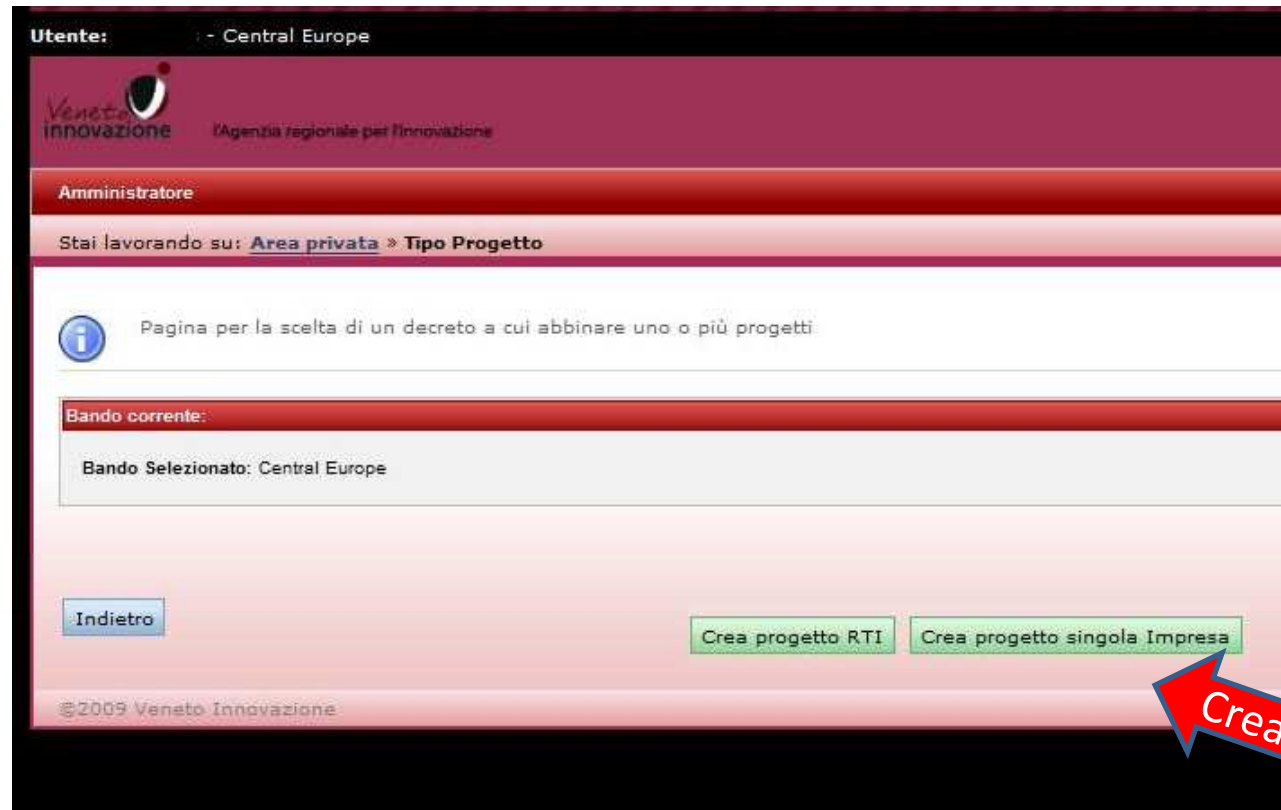 Utente: - Central Europe
Veneto
innovazione l'Agenzia regionale per l'innovazione
Amministratore
Stai lavorando su: Area privata » Tipo Progetto
Pagina per la scelta di un decreto a cui abbinare uno o più progetti
Bando corrente:
Bando Selezionato: Central Europe
Indietro
Crea progetto RTI Crea progetto singola Impresa
©2009 Veneto Innovazione
Crea